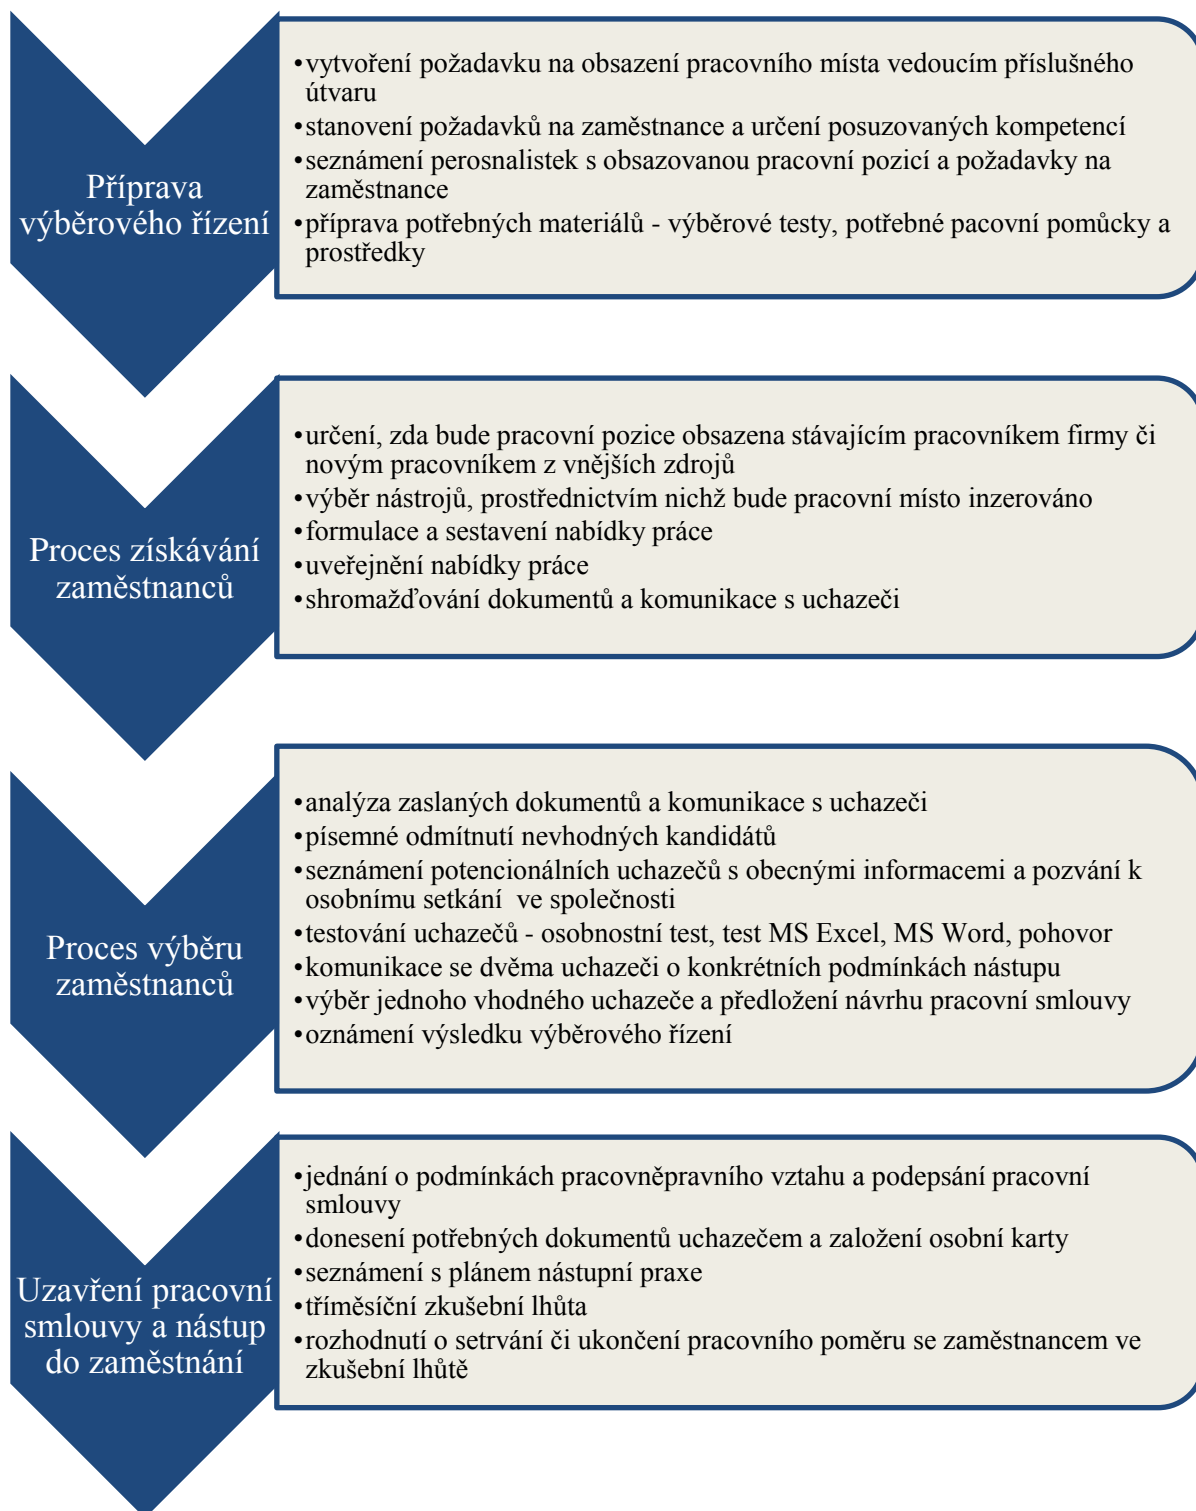 Příprava
výběrového řízení
•vytvoření požadavku na obsazení pracovního místa vedoucím příslušného
útvaru
•stanovení požadavků na zaměstnance a určení posuzovaných kompetencí
•seznámení perosnalistek s obsazovanou pracovní pozicí a požadavky na
zaměstnance
•příprava potřebných materiálů - výběrové testy, potřebné pacovní pomůcky a
prostředky
Proces získávání
zaměstnanců
•určení, zda bude pracovní pozice obsazena stávajícím pracovníkem firmy či
novým pracovníkem z vnějších zdrojů
•výběr nástrojů, prostřednictvím nichž bude pracovní místo inzerováno
•formulace a sestavení nabídky práce
•uveřejnění nabídky práce
•shromažďování dokumentů a komunikace s uchazeči
Proces výběru
zaměstnanců
•analýza zaslaných dokumentů a komunikace s uchazeči
•písemné odmítnutí nevhodných kandidátů
•seznámení potencionálních uchazečů s obecnými informacemi a pozvání k
osobnímu setkání  ve společnosti
•testování uchazečů - osobnostní test, test MS Excel, MS Word, pohovor
•komunikace se dvěma uchazeči o konkrétních podmínkách nástupu
•výběr jednoho vhodného uchazeče a předložení návrhu pracovní smlouvy
•oznámení výsledku výběrového řízení
Uzavření pracovní
smlouvy a nástup
do zaměstnání
•jednání o podmínkách pracovněpravního vztahu a podepsání pracovní
smlouvy
•donesení potřebných dokumentů uchazečem a založení osobní karty
•seznámení s plánem nástupní praxe
•tříměsíční zkušební lhůta
•rozhodnutí o setrvání či ukončení pracovního poměru se zaměstnancem ve
zkušební lhůtě